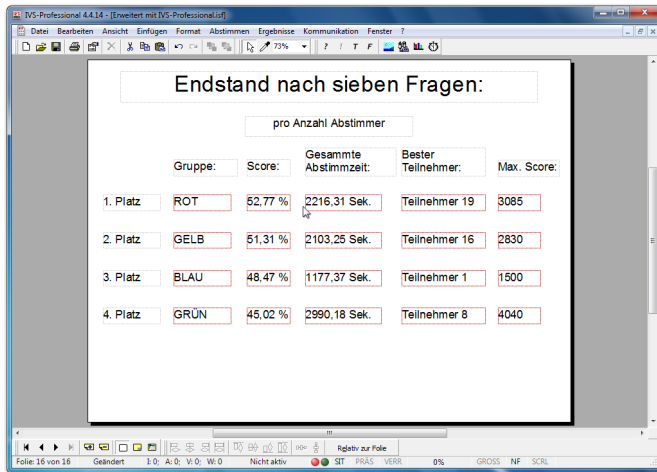 IVS-Professional 4.4.14 - [Erweitert mit IVS-Professional.isf]
Datei Bearbeiten Ansicht Einfügen Format Abstimmen Ergebnisse Kommunikation Fenster ?
73% ? ! T F
Endstand nach sieben Fragen:
pro Anzahl Abstimmer
Gruppe: Score: Gesammte Abstimmzeit: Bester Teilnehmer: Max. Score:
1. Platz ROT 52,77 % 2216,31 Sek. Teilnehmer 19 3085
2. Platz GELB 51,31 % 2103,25 Sek. Teilnehmer 16 2830
3. Platz BLAU 48,47 % 1177,37 Sek. Teilnehmer 1 1500
4. Platz GRÜN 45,02 % 2990,18 Sek. Teilnehmer 8 4040
Relativ zur Folie
Folie: 16 von 16 Geändert I: 0; A: 0; V: 0; W: 0 Nicht aktiv SIT PRÄS VERR 0% GROSS NF SCRL